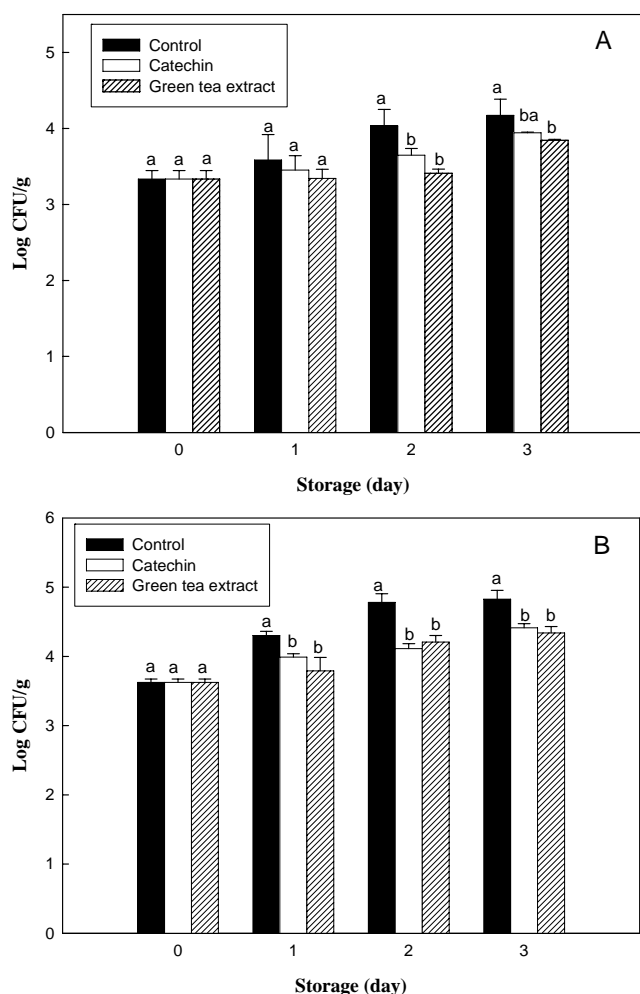 A
Control
Catechin
Green tea extract
5
4
3
2
1
0
Log CFU/g
a a a
a a a
a b b
a ba b
0 1 2 3
Storage (day)
B
Control
Catechin
Green tea extract
6
5
4
3
2
1
0
Log CFU/g
a a a
a b b
a b b
a b b
0 1 2 3
Storage (day)